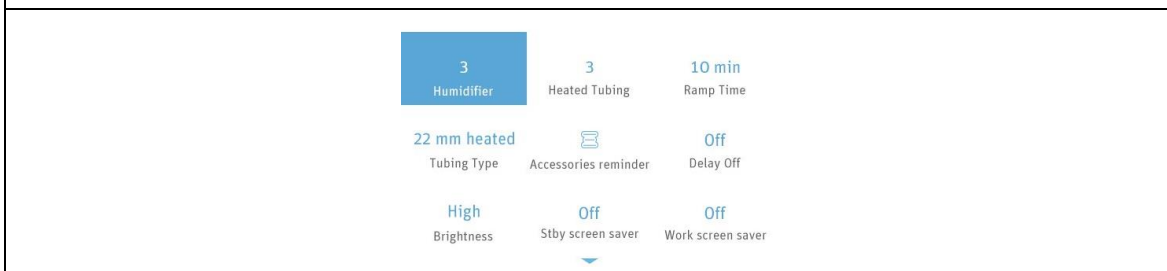 3 3 10 min
Humidifier Heated Tubing Ramp Time
22 mm heated Off
Tubing Type Accessories reminder Delay Off
High Off Off
Brightness Stby screen saver Work screen saver